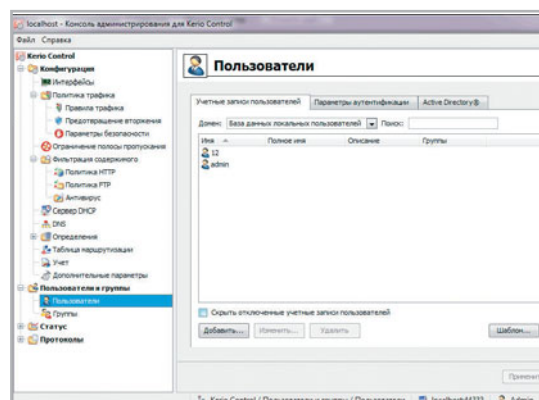 localhost - Консоль администрирования для Kerio Control
Файл Справка
Kerio Control
Конфигурация
Интерфейсы
Политика трафика
Правила трафика
Предотвращение вторжения
Параметры безопасности
Ограничение полосы пропускания
Фильтрация содержимого
Политика HTTP
Политика FTP
Антивирус
Сервер DHCP
DNS
Определения
Таблица маршрутизации
Учет
Дополнительные параметры
Пользователи и группы
Пользователи
Группы
Статус
Протоколы
Пользователи
Учетные записи пользователей Параметры аутентификации Active Directory®
Домен: База данных локальных пользователей Поиск:
Имя Полное имя Описание Группы
12
admin
Скрыть отключенные учетные записи пользователей
Добавить... Изменить... Удалить Шаблон...
Применить
Kerio Control / Пользователи и группы / Пользователи localhost:44333 Admin